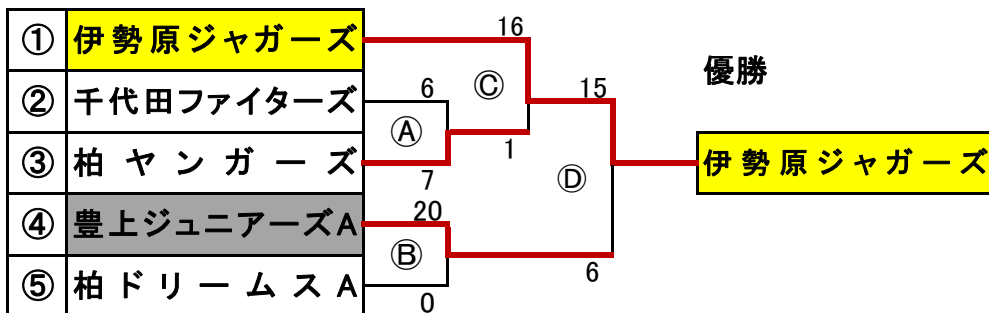 ① 伊勢原ジャガーズ
② 千代田ファイターズ
③ 柏ヤンガーズ
④ 豊上ジュニアーズA
⑤ 柏ドリームスA
16
6
Ⓒ
15
優勝
Ⓐ
1
7
Ⓓ
伊勢原ジャガーズ
20
Ⓑ
6
0